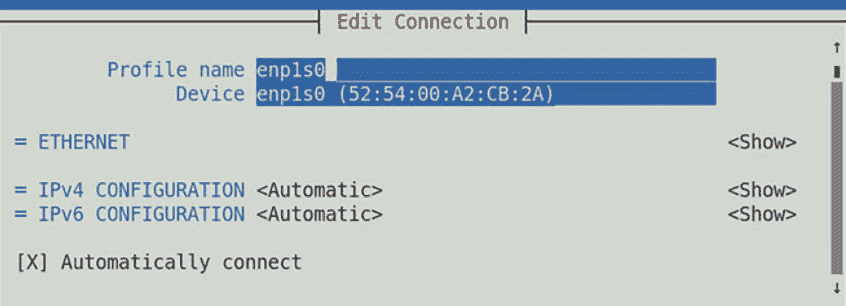 Edit Connection
Profile name enp1s0
Device enp1s0 (52:54:00:A2:CB:2A)
= ETHERNET <Show>
= IPv4 CONFIGURATION <Automatic> <Show>
= IPv6 CONFIGURATION <Automatic> <Show>
[X] Automatically connect